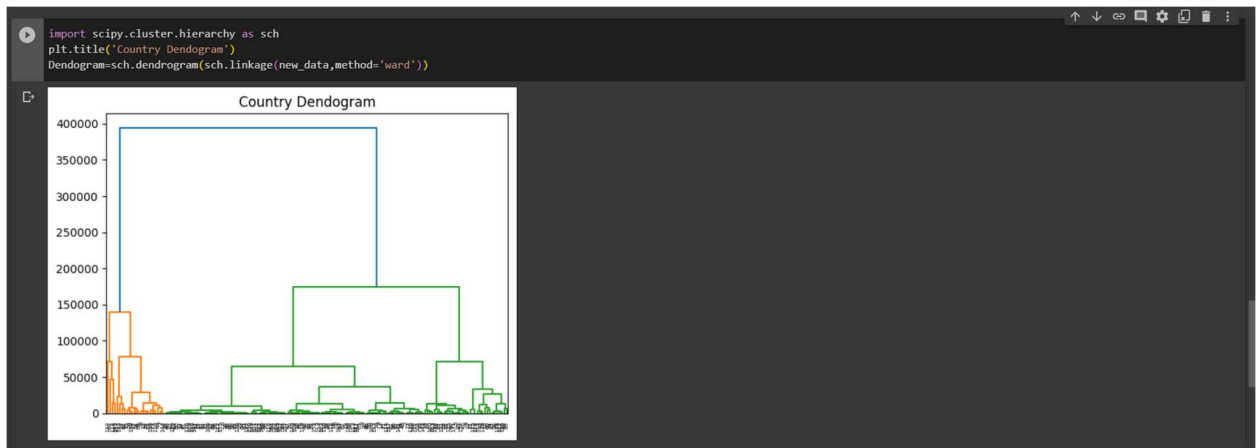 import scipy.cluster.hierarchy as sch
plt.title('Country Dendogram')
Dendogram=sch.dendrogram(sch.linkage(new_data,method='ward'))
Country Dendogram
400000
350000
300000
250000
200000
150000
100000
50000
0